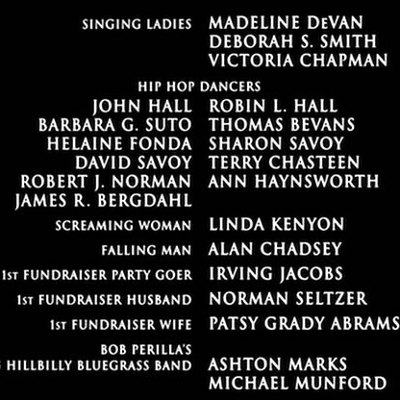 SINGING LADIES MADELINE DeVAN
DEBORAH S. SMITH
VICTORIA CHAPMAN
HIP HOP DANCERS
JOHN HALL ROBIN L. HALL
BARBARA G. SUTO THOMAS BEVANS
HELAINE FONDA SHARON SAVOY
DAVID SAVOY TERRY CHASTEEN
ROBERT J. NORMAN ANN HAYNSWORTH
JAMES R. BERGDAHL
SCREAMING WOMAN LINDA KENYON
FALLING MAN ALAN CHADSEY
1ST FUNDRAISER PARTY GOER IRVING JACOBS
1ST FUNDRAISER HUSBAND NORMAN SELTZER
1ST FUNDRAISER WIFE PATSY GRADY ABRAMS
BOB PERILLA'S
HILLBILLY BLUEGRASS BAND ASHTON MARKS
MICHAEL MUNFORD